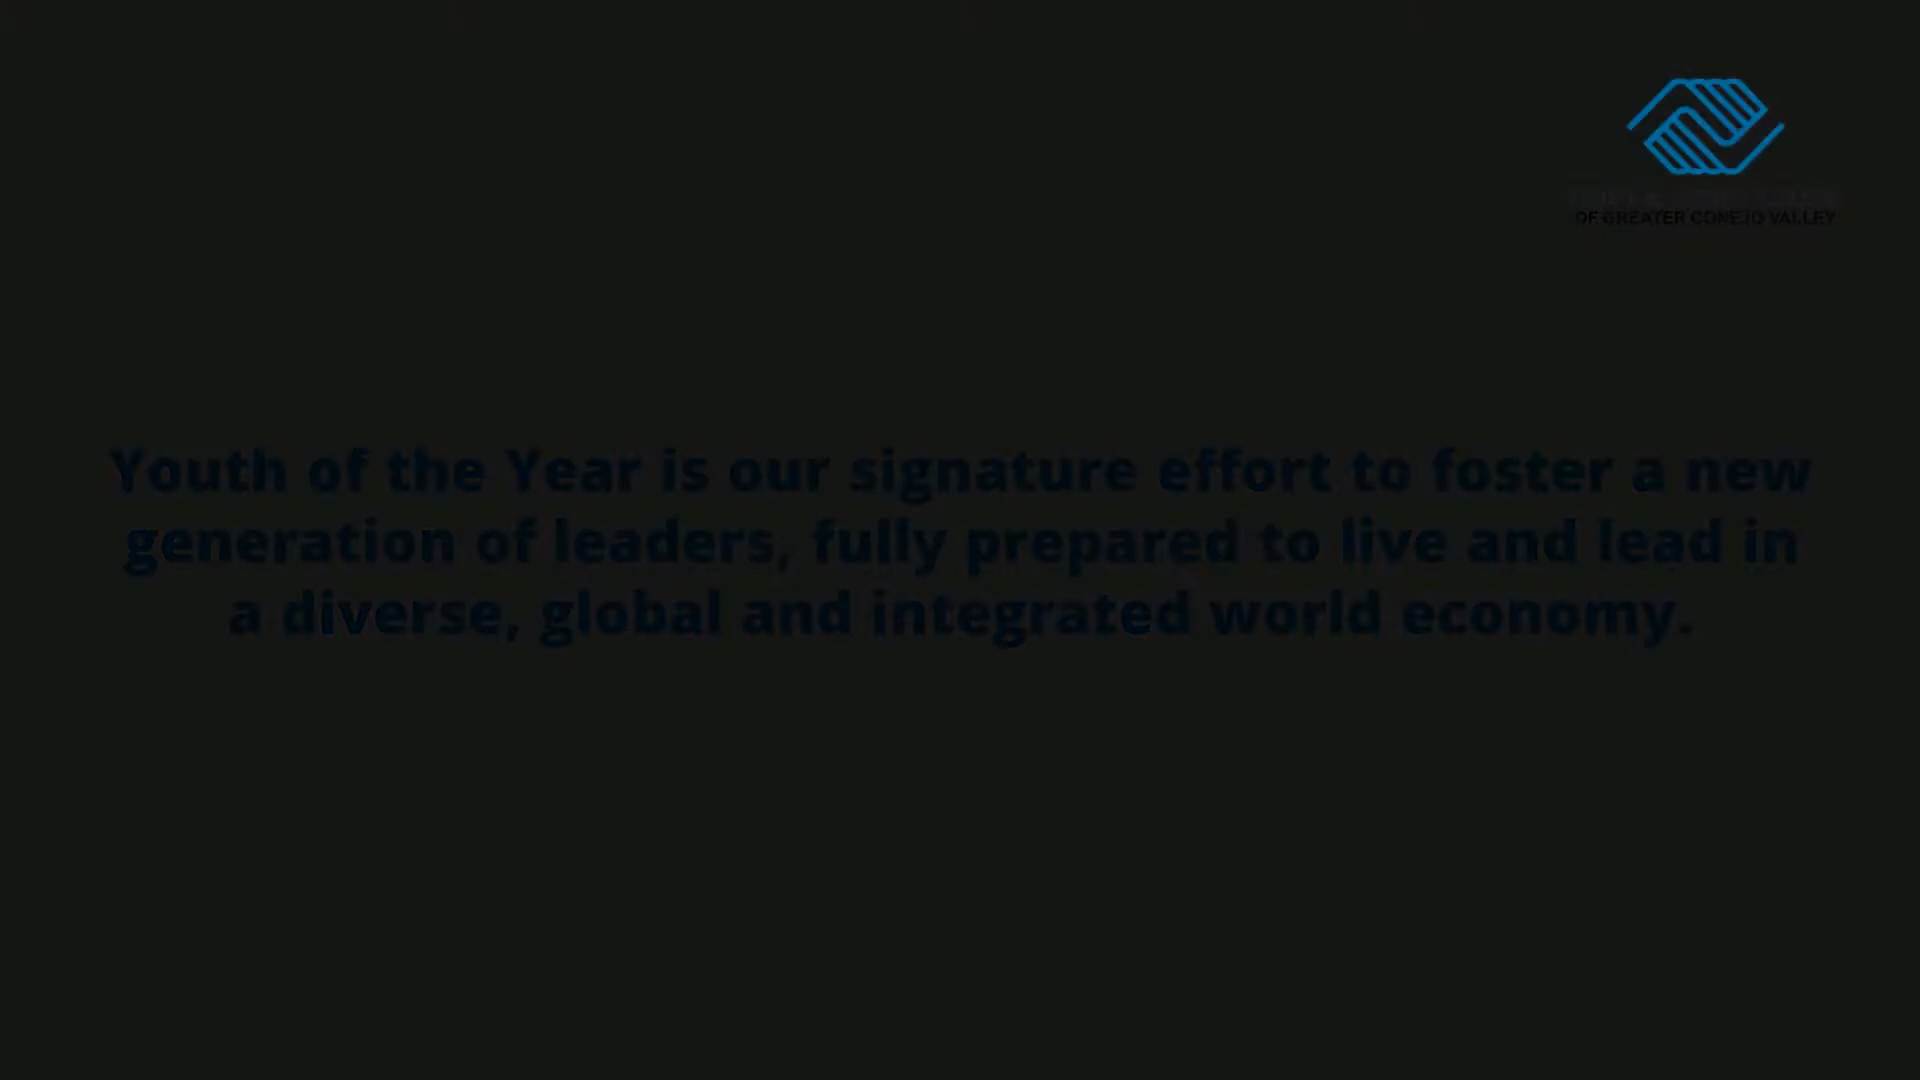 OF GREATER CONEJO VALLEY
Youth of the Year is our signature effort to foster a new
generation of leaders, fully prepared to live and lead in
a diverse, global and integrated world economy.